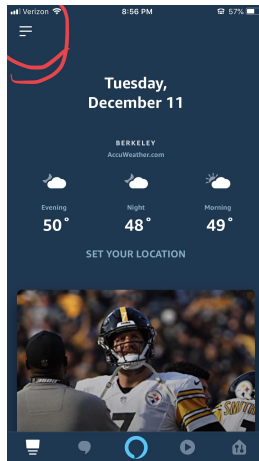 Verizon 8:56 PM 57%
Tuesday,
December 11
BERKELEY
AccuWeather.com
Evening Night Morning
50° 48° 49°
SET YOUR LOCATION
SMITH